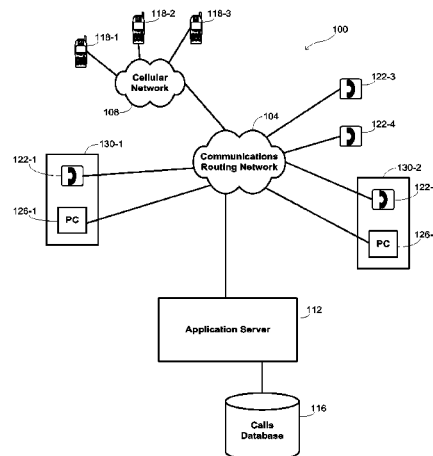 118-2
118-3
118-1
100
Cellular
Network
108
104
122-3
122-4
Communications
Routing Network
130-1
122-1
130-2
122-
126-1
PC
PC
126-
112
Application Server
116
Calls
Database